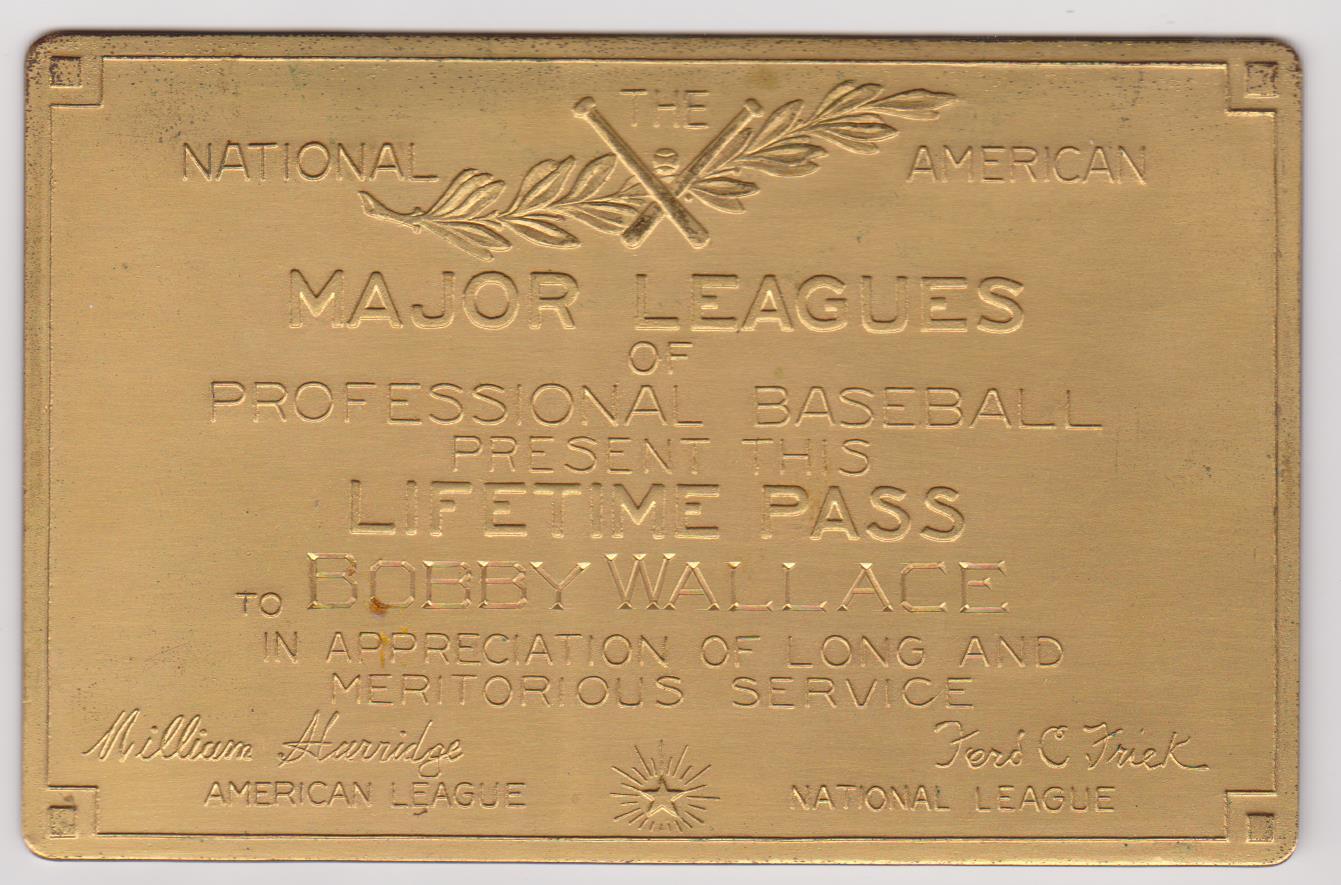 THE
NATIONAL AMERICAN
MAJOR LEAGUES
OF
PROFESSIONAL BASEBALL
PRESENT THIS
LIFETIME PASS
TO BOBBY WALLACE
IN APPRECIATION OF LONG AND
MERITORIOUS SERVICE
William Harridge Ford C Frick
AMERICAN LEAGUE NATIONAL LEAGUE